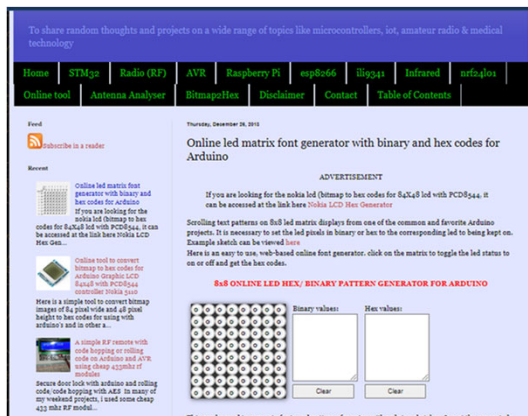 To share random thoughts and projects on a wide range of topics like microcontrollers, iot, amateur radio & medical
technology
Home STM32 Radio (RF) AVR Raspberry Pi esp8266 ili9341 Infrared nrf24l01
Online tool Antenna Analyser Bitmap2Hex Disclaimer Contact Table of Contents
Feed
Subscribe in a reader
Recent
Online led matrix font
generator with binary and
hex codes for Arduino
If you are looking for the
nokia lcd (bitmap to hex
codes for 84X48 lcd with PCD8544, it can
be accessed at the link here Nokia LCD
Hex Gen...
Online tool to convert
bitmap to hex codes for
Arduino Graphic LCD
84x48 with PCD8544
controller Nokia 5110
Here is a simple tool to convert bitmap
images of 84 pixel wide and 48 pixel
height to hex codes for using with
arduino's and in other a...
A simple RF remote with
code hopping or rolling
code on Arduino and AVR
using cheap 433mhz rf
modules
Secure door lock with arduino and rolling
code/code hopping with AES In many of
my weekend projects, i used some cheap
433 mhz RF modul...
Thursday, December 26, 2013
Online led matrix font generator with binary and hex codes for
Arduino
ADVERTISEMENT
If you are looking for the nokia lcd (bitmap to hex codes for 84X48 lcd with PCD8544, it
can be accessed at the link here Nokia LCD Hex Generator
Scrolling text patterns on 8x8 led matrix displays from one of the common and favorite Arduino
projects. It is necessary to set the led pixels in binary or hex to the corresponding led to being kept on.
Example sketch can be viewed here
Here is an easy to use, web-based online font generator. click on the matrix to toggle the led status to
on or off and get the hex codes.
8x8 ONLINE LED HEX/ BINARY PATTERN GENERATOR FOR ARDUINO
Binary values: Hex values:
Clear Clear